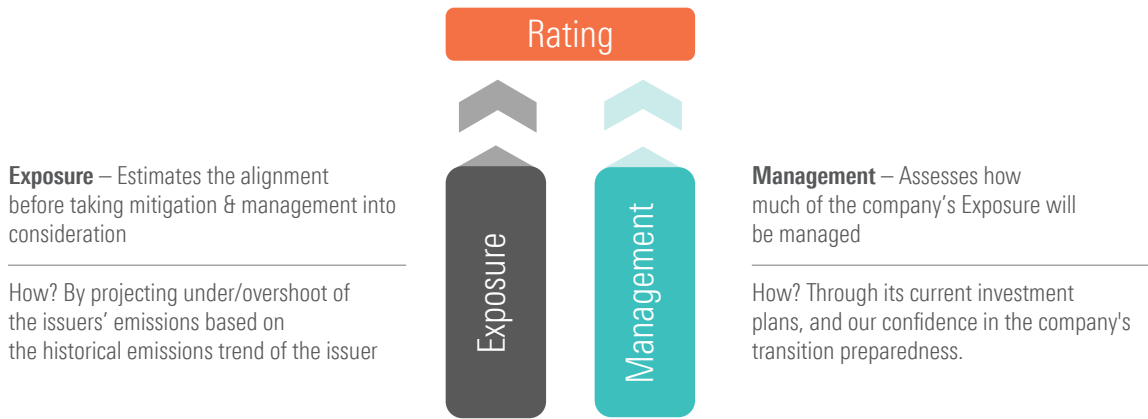 Rating
Exposure – Estimates the alignment
before taking mitigation & management into
consideration
How? By projecting under/overshoot of
the issuers’ emissions based on
the historical emissions trend of the issuer
Exposure
Management
Management – Assesses how
much of the company’s Exposure will
be managed
How? Through its current investment
plans, and our confidence in the company's
transition preparedness.